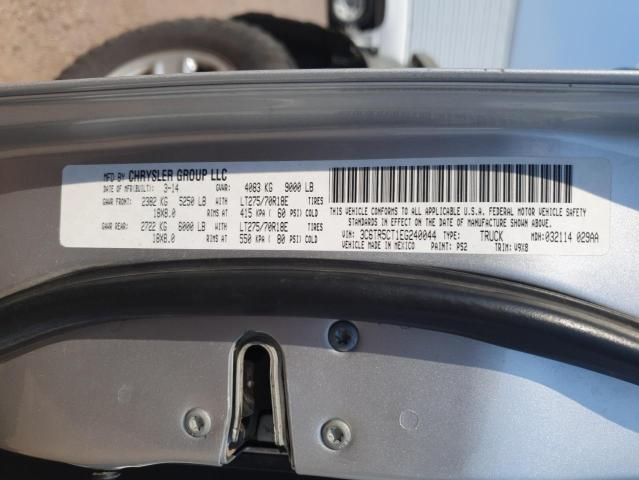 MFD BY CHRYSLER GROUP LLC
DATE OF MFR(BUILT): 3-14 GVWR: 4083 KG 9000 LB
GAWR FRONT: 2382 KG 5250 LB WITH LT275/70R18E TIRES
18X8.0 RIMS AT 415 KPA ( 60 PSI) COLD
GAWR REAR: 2722 KG 6000 LB WITH LT275/70R18E TIRES
18X8.0 RIMS AT 550 KPA ( 80 PSI) COLD
THIS VEHICLE CONFORMS TO ALL APPLICABLE U.S.A. FEDERAL MOTOR VEHICLE SAFETY
STANDARDS IN EFFECT ON THE DATE OF MANUFACTURE SHOWN ABOVE.
VIN: 3C6TR5CT1EG240044 TYPE: TRUCK MDH: 032114 029AA
MADE IN MEXICO PAINT: PS2 TRIM: V9X8